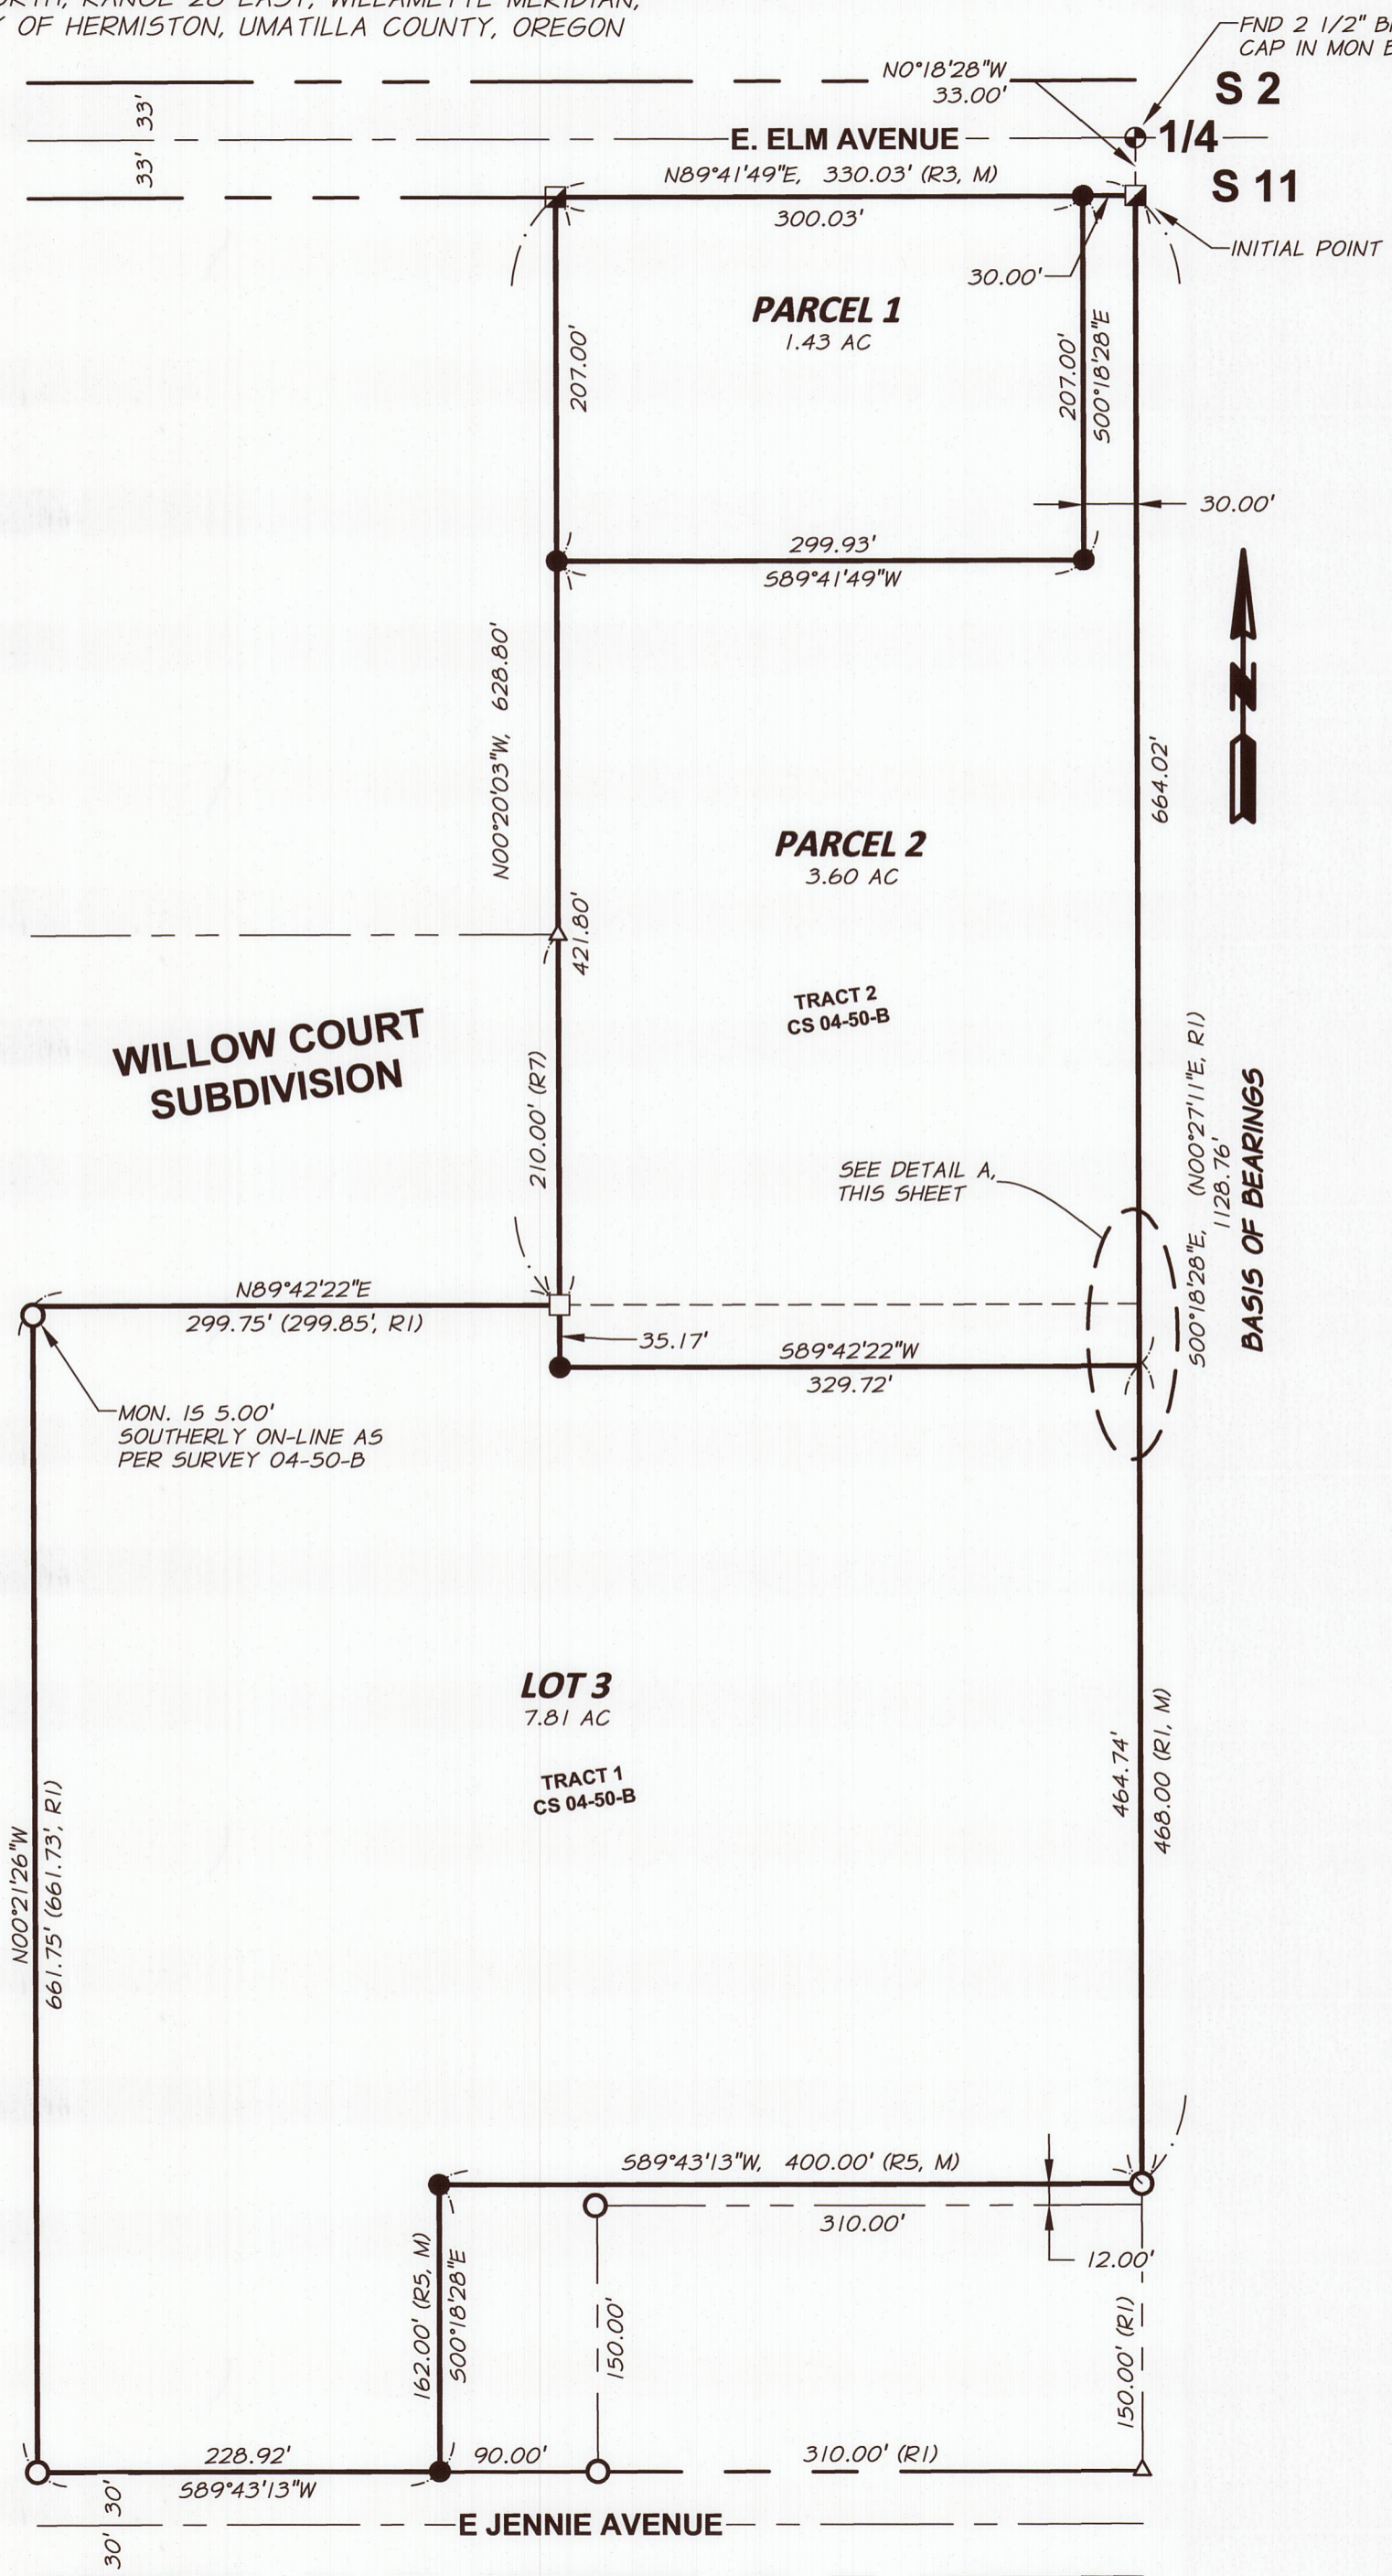 RANGE 28 EAST, WILLAMETTE MERIDIAN,
OF HERMISTON, UMATILLA COUNTY, OREGON
FND 2 1/2"
CAP IN MON
N0°18'28"W
33.00'
S 2
33'
E. ELM AVENUE
1/4
33'
N89°41'49"E, 330.03' (R3, M)
S 11
300.03'
INITIAL POINT
30.00'
PARCEL 1
1.43 AC
207.00'
207.00'
S00°18'28"E
30.00'
299.93'
S89°41'49"W
N
N00°20'03"W, 628.80'
664.02'
PARCEL 2
3.60 AC
421.80'
TRACT 2
CS 04-50-B
WILLOW COURT
SUBDIVISION
210.00' (R7)
S00°18'28"E, (N00°27'11"E, R1)
1128.76'
BASIS OF BEARINGS
SEE DETAIL A,
THIS SHEET
N89°42'22"E
299.75' (299.85', R1)
35.17'
S89°42'22"W
329.72'
MON. IS 5.00'
SOUTHERLY ON-LINE AS
PER SURVEY 04-50-B
LOT 3
7.81 AC
TRACT 1
CS 04-50-B
N00°21'26"W
661.75' (661.73', R1)
464.74'
468.00 (R1, M)
S89°43'13"W, 400.00' (R5, M)
310.00'
12.00'
162.00' (R5, M)
S00°18'28"E
150.00'
150.00' (R1)
228.92'
90.00'
310.00' (R1)
S89°43'13"W
30'
E JENNIE AVENUE
30'